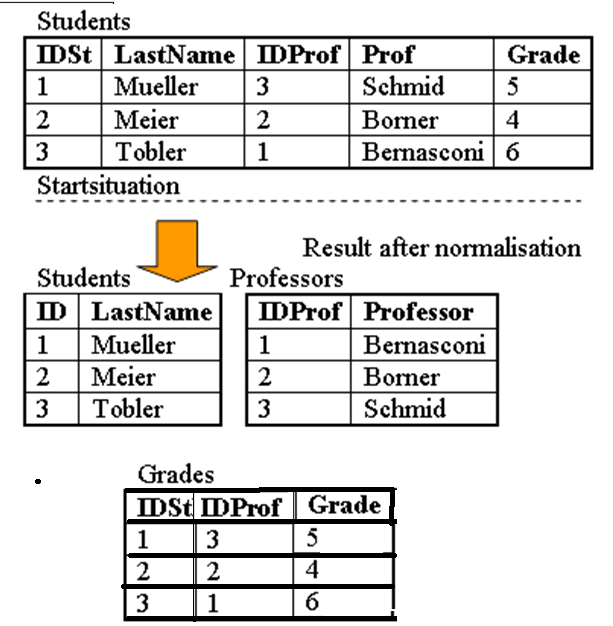 Students
IDSt LastName IDProf Prof Grade
1 Mueller 3 Schmid 5
2 Meier 2 Borner 4
3 Tobler 1 Bernasconi 6
Startsituation
Result after normalisation
Students Professors
ID LastName IDProf Professor
1 Mueller 1 Bernasconi
2 Meier 2 Borner
3 Tobler 3 Schmid
Grades
IDSt IDProf Grade
1 3 5
2 2 4
3 1 6